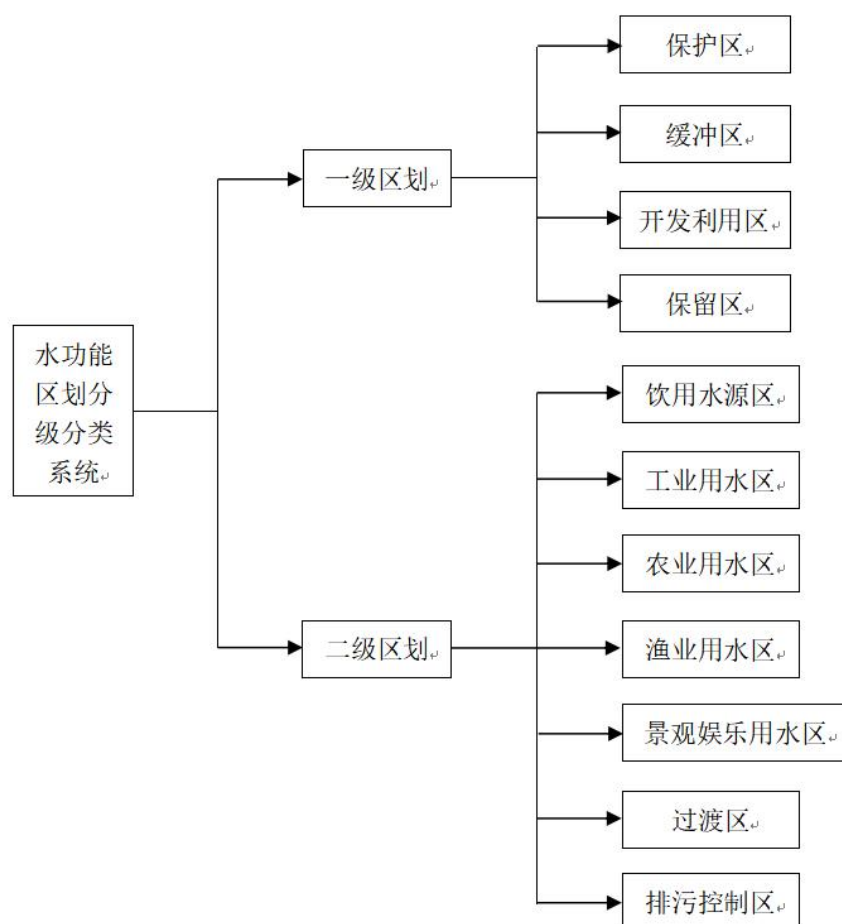 水功能
区划分
级分类
系统
一级区划
保护区
缓冲区
开发利用区
保留区
二级区划
饮用水源区
工业用水区
农业用水区
渔业用水区
景观娱乐用水区
过渡区
排污控制区